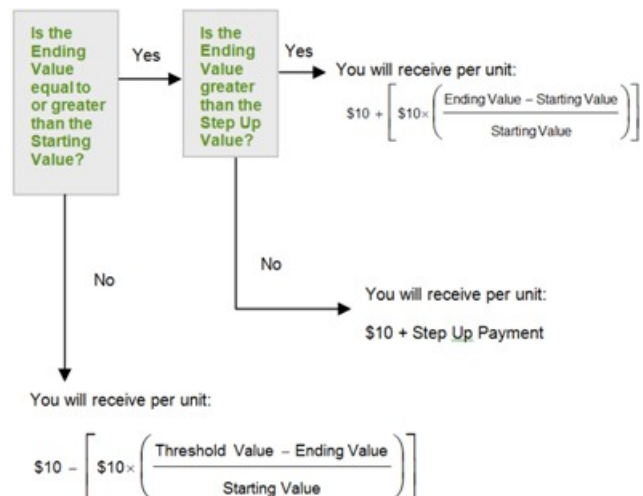 Is the
Ending
Value
equal to
or greater
than the
Starting
Value?
Yes
Is the
Ending
Value
greater
than the
Step Up
Value?
Yes
You will receive per unit:
$10 + [ $10× ( Ending Value – Starting Value
Starting Value ) ]
No
No
You will receive per unit:
$10 + Step Up Payment
You will receive per unit:
$10 – [ $10× ( Threshold Value – Ending Value
Starting Value ) ]